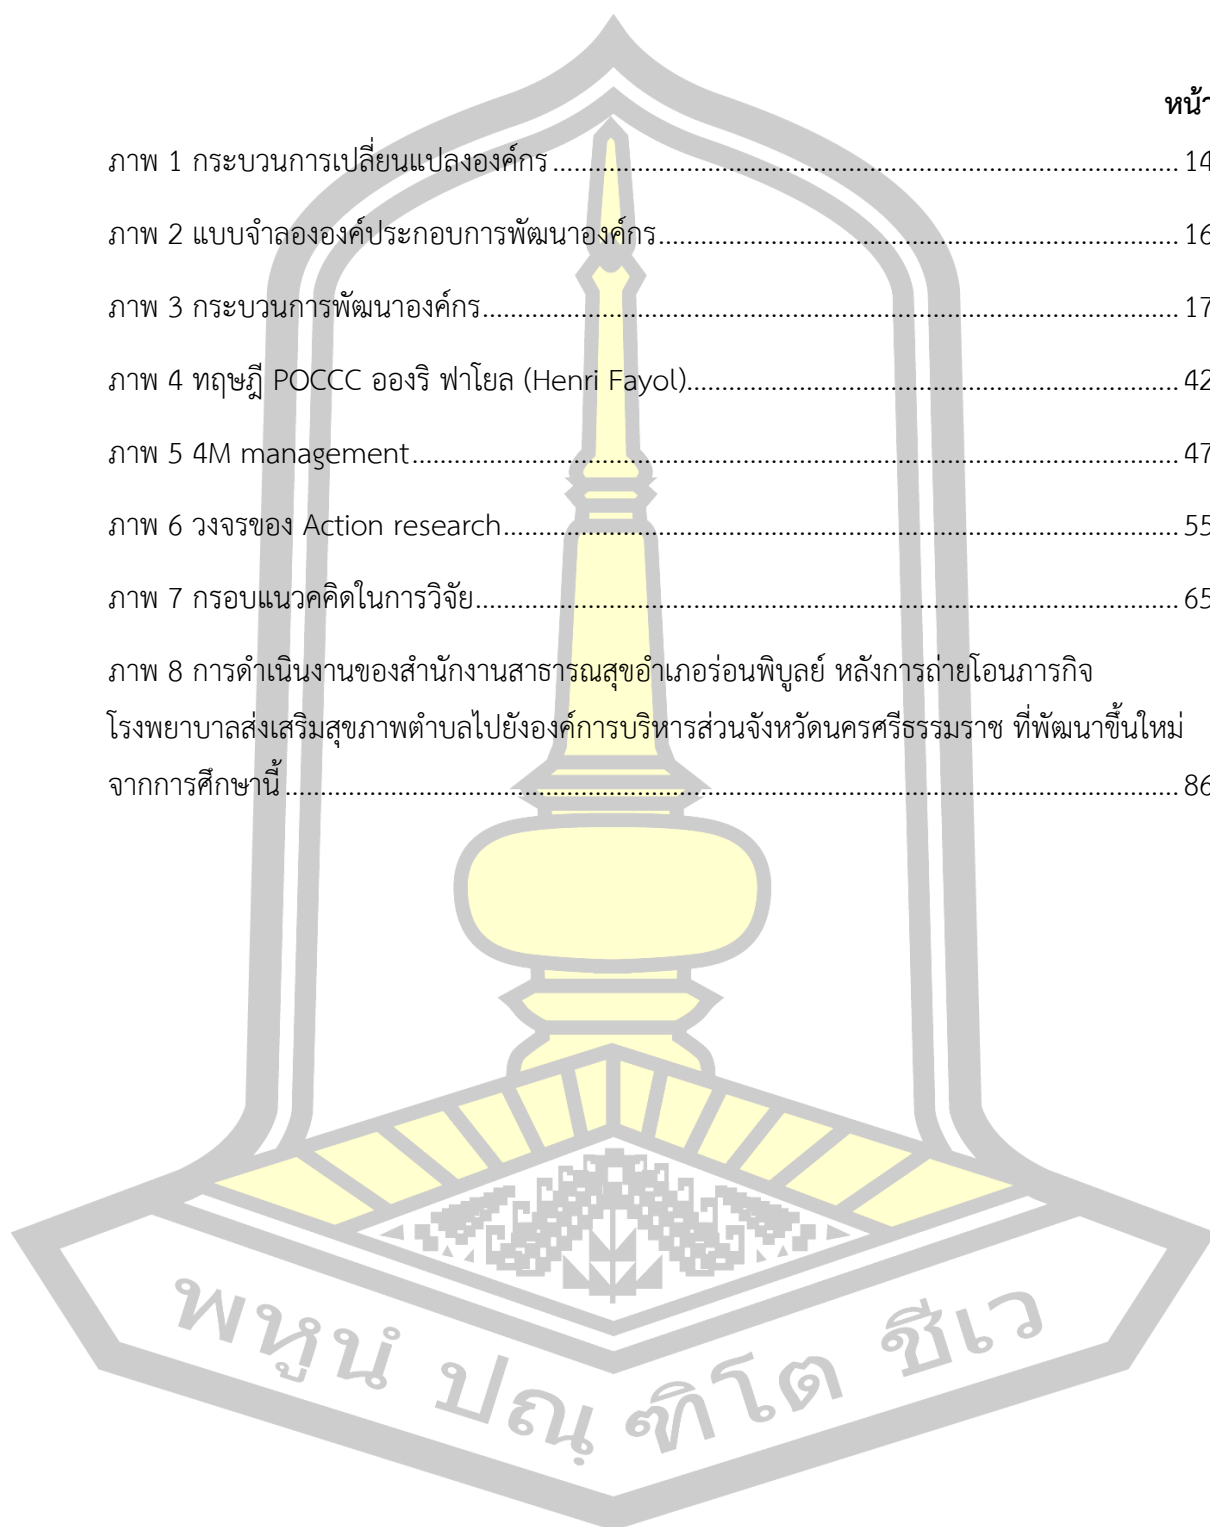 หน้า
ภาพ 1 กระบวนการเปลี่ยนแปลงองค์กร ........ 14
ภาพ 2 แบบจำลององค์ประกอบการพัฒนาองค์กร ........ 16
ภาพ 3 กระบวนการพัฒนาองค์กร ........ 17
ภาพ 4 ทฤษฎี POCCC อองริ ฟาโยล (Henri Fayol) ........ 42
ภาพ 5 4M management ........ 47
ภาพ 6 วงจรของ Action research ........ 55
ภาพ 7 กรอบแนวคคิดในการวิจัย ........ 65
ภาพ 8 การดำเนินงานของสำนักงานสาธารณสุขอำเภอร่อนพิบูลย์ หลังการถ่ายโอนภารกิจ
โรงพยาบาลส่งเสริมสุขภาพตำบลไปยังองค์การบริหารส่วนจังหวัดนครศรีธรรมราช ที่พัฒนาขึ้นใหม่
จากการศึกษานี้ ........ 86
พหูนํ ปณฺฑิโต ชีเว